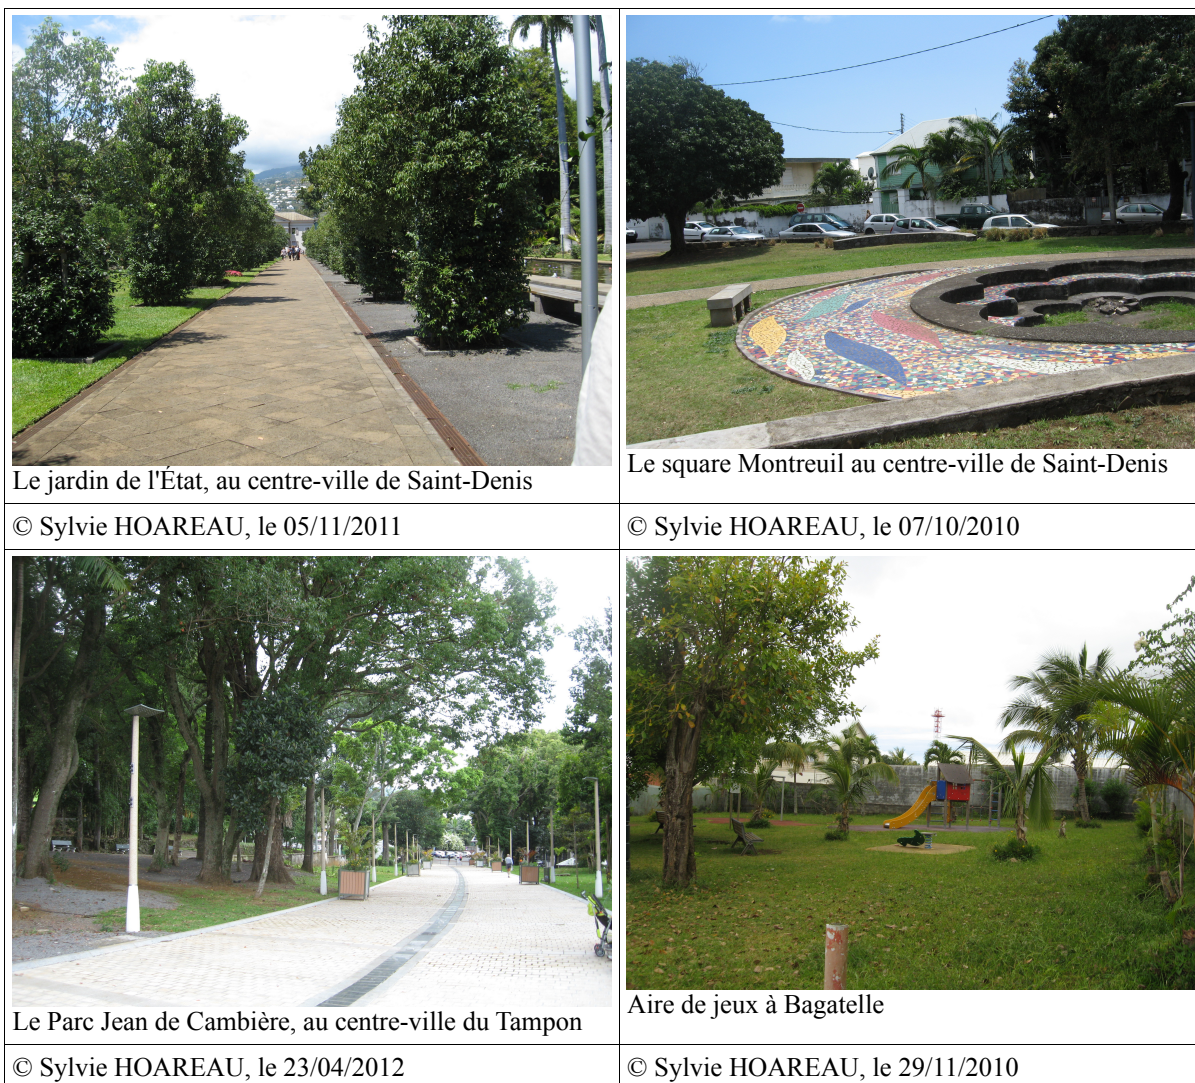 Le jardin de l'État, au centre-ville de Saint-Denis
Le square Montreuil au centre-ville de Saint-Denis
© Sylvie HOAREAU, le 05/11/2011
© Sylvie HOAREAU, le 07/10/2010
Le Parc Jean de Cambière, au centre-ville du Tampon
Aire de jeux à Bagatelle
© Sylvie HOAREAU, le 23/04/2012
© Sylvie HOAREAU, le 29/11/2010